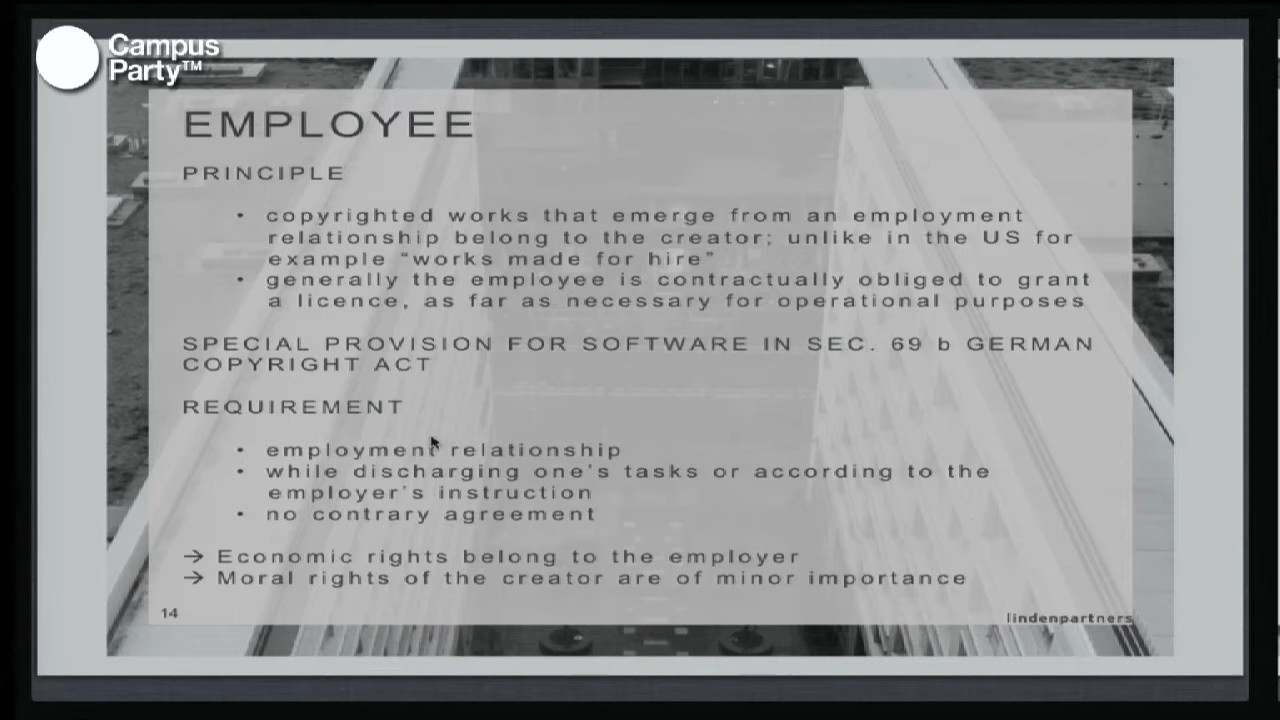 Campus
Party™
EMPLOYEE
PRINCIPLE
• copyrighted works that emerge from an employment
relationship belong to the creator; unlike in the US for
example “works made for hire”
• generally the employee is contractually obliged to grant
a licence, as far as necessary for operational purposes
SPECIAL PROVISION FOR SOFTWARE IN SEC. 69 b GERMAN
COPYRIGHT ACT
REQUIREMENT
• employment relationship
• while discharging one's tasks or according to the
employer's instruction
• no contrary agreement
→ Economic rights belong to the employer
→ Moral rights of the creator are of minor importance
14
lindenpartners